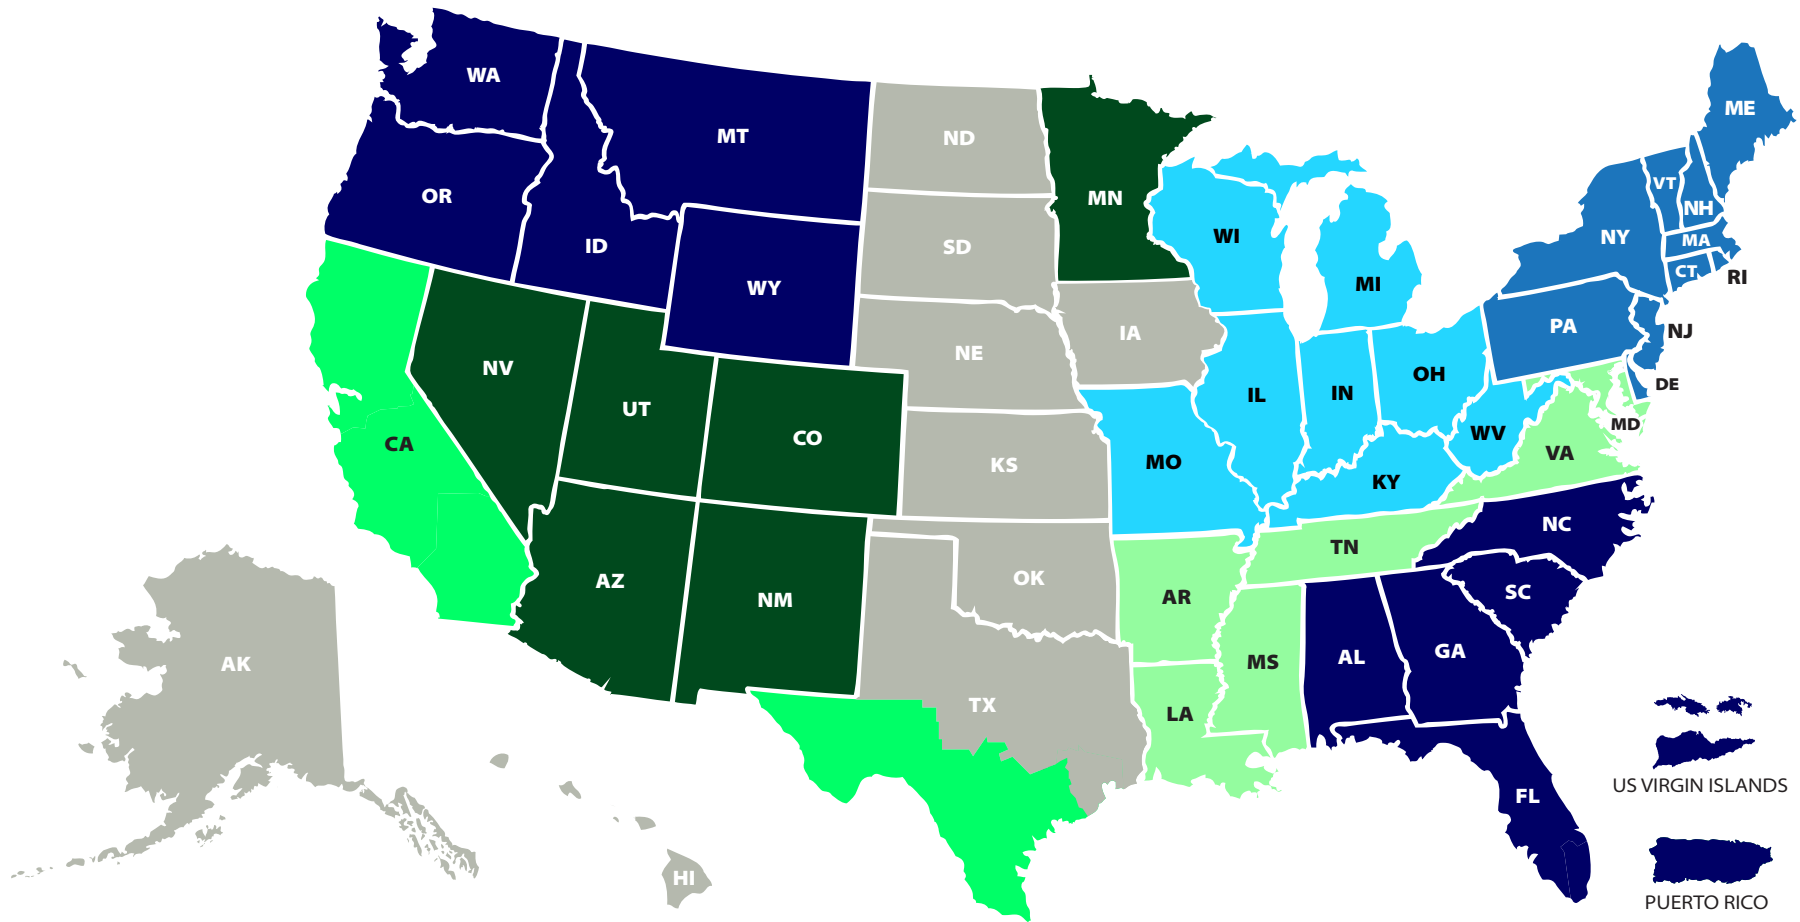 WA
MT
ND
MN
ME
OR
ID
SD
WI
VT
NH
NY
MA
CT
RI
WY
MI
NV
NE
IA
PA
NJ
UT
CO
IL
IN
OH
DE
CA
KS
MO
KY
WV
VA
MD
AZ
NM
OK
AR
TN
NC
SC
AK
TX
LA
MS
AL
GA
HI
FL
US VIRGIN ISLANDS
PUERTO RICO